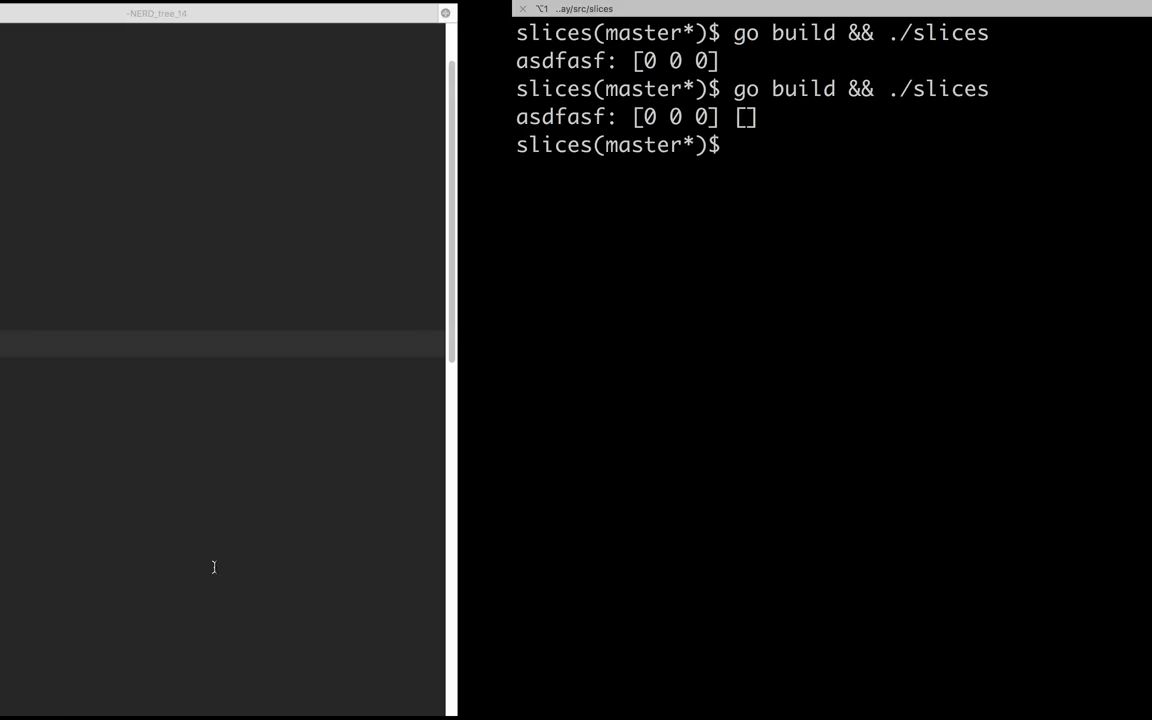 -NERD_tree_14
⌥1 ..ay/src/slices
slices(master*)$ go build && ./slices
asdfasf: [0 0 0]
slices(master*)$ go build && ./slices
asdfasf: [0 0 0] []
slices(master*)$